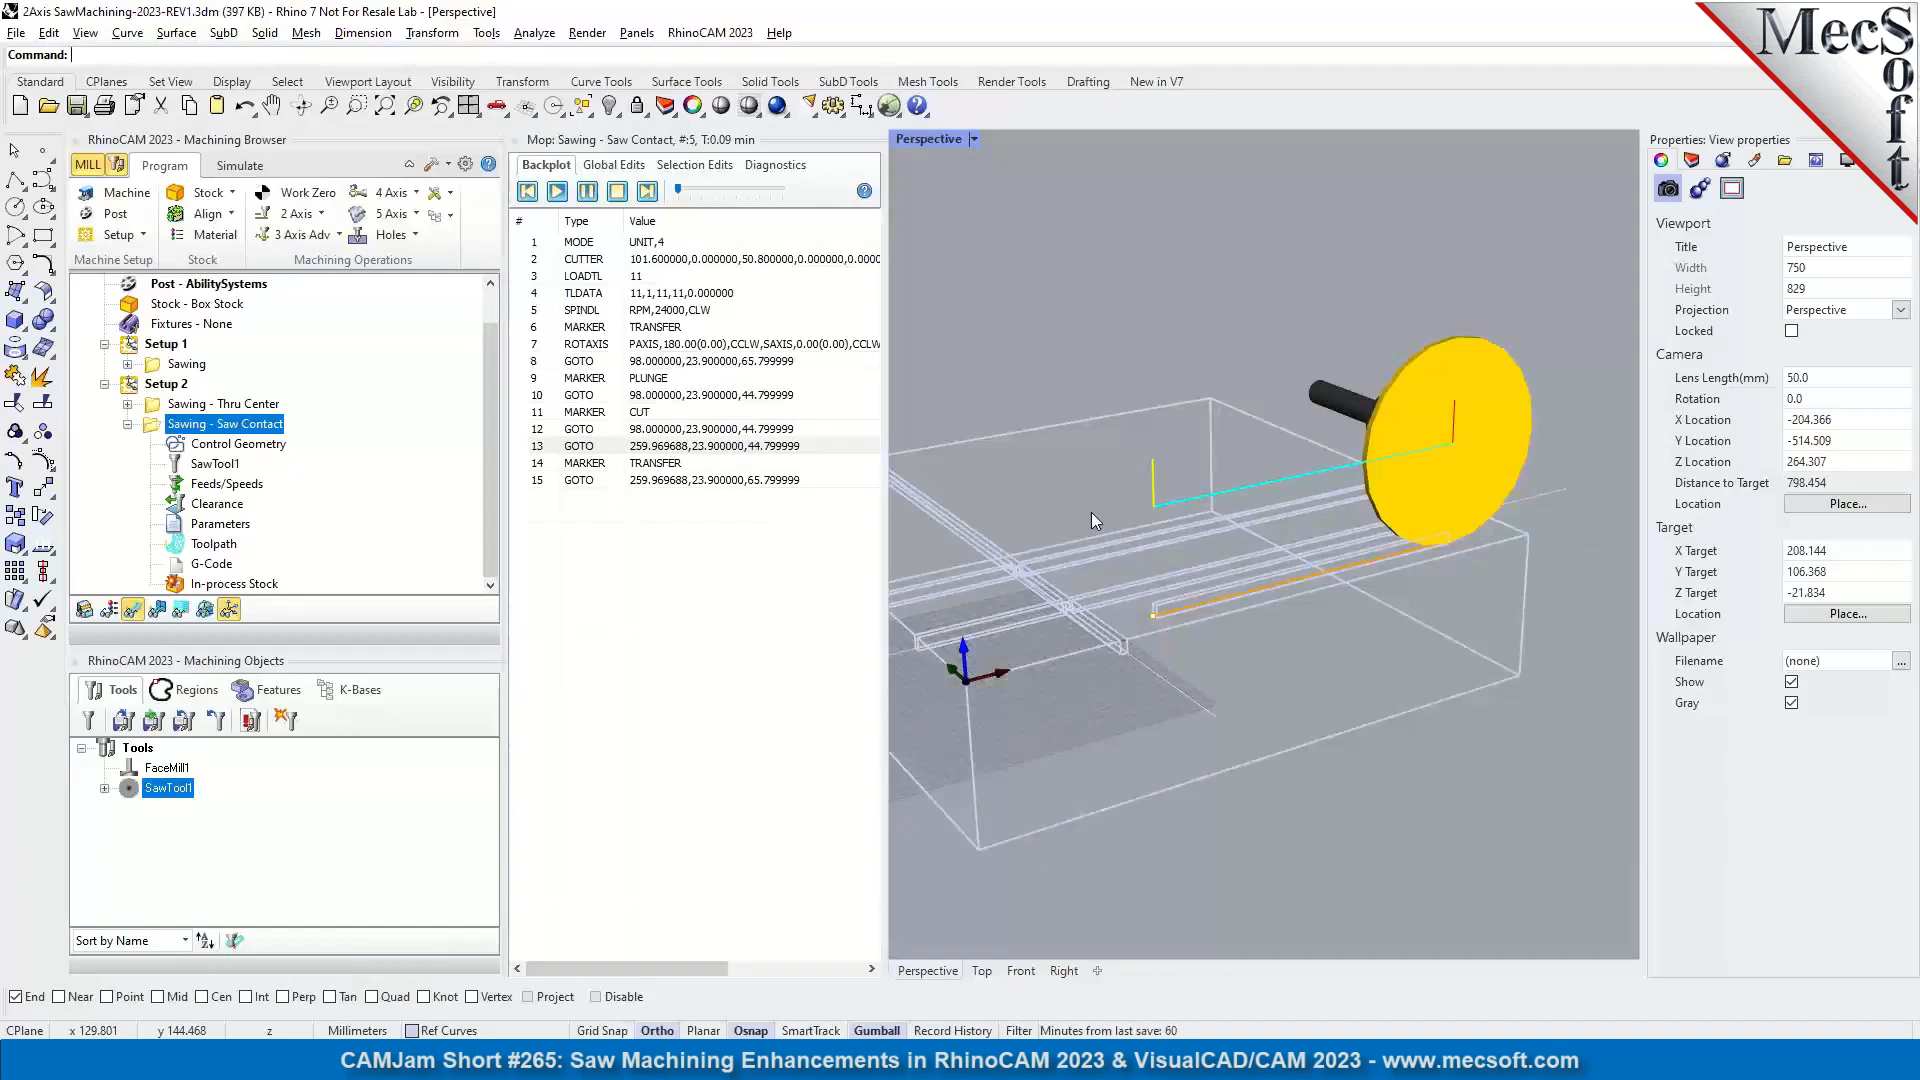 2Axis SawMachining-2023-REV1.3dm (397 KB) - Rhino 7 Not For Resale Lab - [Perspective]
File Edit View Curve Surface SubD Solid Mesh Dimension Transform Tools Analyze Render Panels RhinoCAM 2023 Help
Command:
Standard CPlanes Set View Display Select Viewport Layout Visibility Transform Curve Tools Surface Tools Solid Tools SubD Tools Mesh Tools Render Tools Drafting New in V7
MecSoft
RhinoCAM 2023 - Machining Browser
MILL Program Simulate
Machine Stock Work Zero 4 Axis
Post Align 2 Axis 5 Axis
Setup Material 3 Axis Adv Holes
Machine Setup Stock Machining Operations
Post - AbilitySystems
Stock - Box Stock
Fixtures - None
Setup 1
Sawing
Setup 2
Sawing - Thru Center
Sawing - Saw Contact
Control Geometry
SawTool1
Feeds/Speeds
Clearance
Parameters
Toolpath
G-Code
In-process Stock
RhinoCAM 2023 - Machining Objects
Tools Regions Features K-Bases
Tools
FaceMill1
SawTool1
Sort by Name
Mop: Sawing - Saw Contact, #:5, T:0.09 min
Backplot Global Edits Selection Edits Diagnostics
# Type Value
1 MODE UNIT,4
2 CUTTER 101.600000,0.000000,50.800000,0.000000,0.0000
3 LOADTL 11
4 TLDATA 11,1,11,11,0.000000
5 SPINDL RPM,24000,CLW
6 MARKER TRANSFER
7 ROTAXIS PAXIS,180.00(0.00),CCLW,SAXIS,0.00(0.00),CCLW
8 GOTO 98.000000,23.900000,65.799999
9 MARKER PLUNGE
10 GOTO 98.000000,23.900000,44.799999
11 MARKER CUT
12 GOTO 98.000000,23.900000,44.799999
13 GOTO 259.969688,23.900000,44.799999
14 MARKER TRANSFER
15 GOTO 259.969688,23.900000,65.799999
Perspective
Perspective Top Front Right
Properties: View properties
Viewport
Title Perspective
Width 750
Height 829
Projection Perspective
Locked
Camera
Lens Length(mm) 50.0
Rotation 0.0
X Location -204.366
Y Location -514.509
Z Location 264.307
Distance to Target 798.454
Location Place...
Target
X Target 208.144
Y Target 106.368
Z Target -21.834
Location Place...
Wallpaper
Filename (none) ...
Show
Gray
End Near Point Mid Cen Int Perp Tan Quad Knot Vertex Project Disable
CPlane x 129.801 y 144.468 z Millimeters Ref Curves Grid Snap Ortho Planar Osnap SmartTrack Gumball Record History Filter Minutes from last save: 60
CAMJam Short #265: Saw Machining Enhancements in RhinoCAM 2023 & VisualCAD/CAM 2023 - www.mecsoft.com